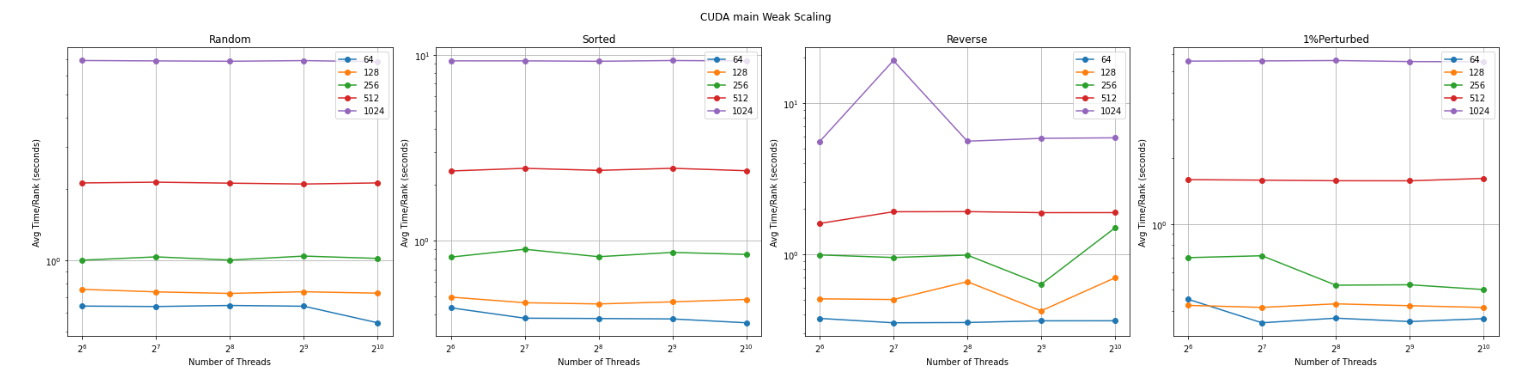 CUDA main Weak Scaling
Random
Avg Time/Rank (seconds)
10⁰
2⁶ 2⁷ 2⁸ 2⁹ 2¹⁰
Number of Threads
64
128
256
512
1024
Sorted
Avg Time/Rank (seconds)
10¹
10⁰
2⁶ 2⁷ 2⁸ 2⁹ 2¹⁰
Number of Threads
64
128
256
512
1024
Reverse
Avg Time/Rank (seconds)
10¹
10⁰
2⁶ 2⁷ 2⁸ 2⁹ 2¹⁰
Number of Threads
64
128
256
512
1024
1%Perturbed
Avg Time/Rank (seconds)
10⁰
2⁶ 2⁷ 2⁸ 2⁹ 2¹⁰
Number of Threads
64
128
256
512
1024